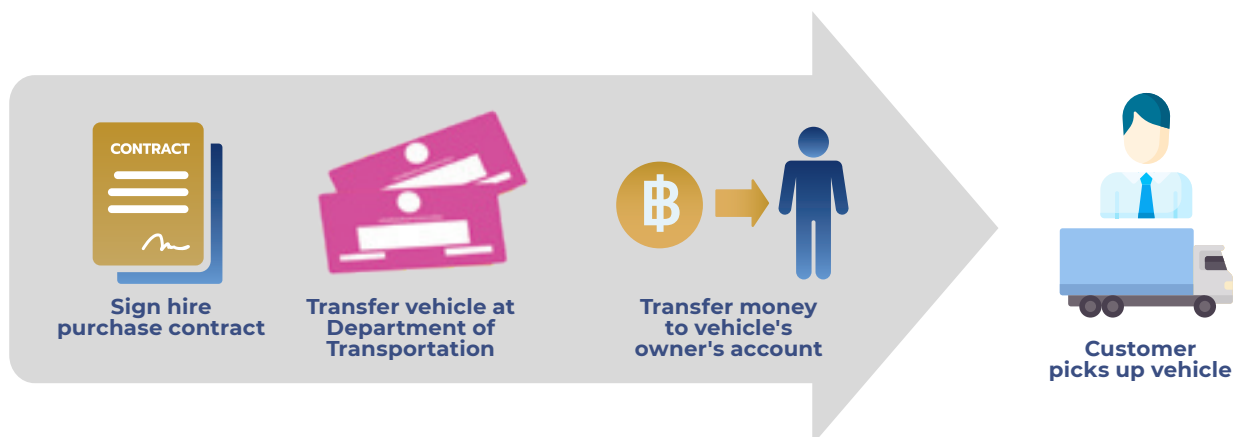 CONTRACT
Sign hire
purchase contract
Transfer vehicle at
Department of
Transportation
฿
Transfer money
to vehicle's
owner's account
Customer
picks up vehicle